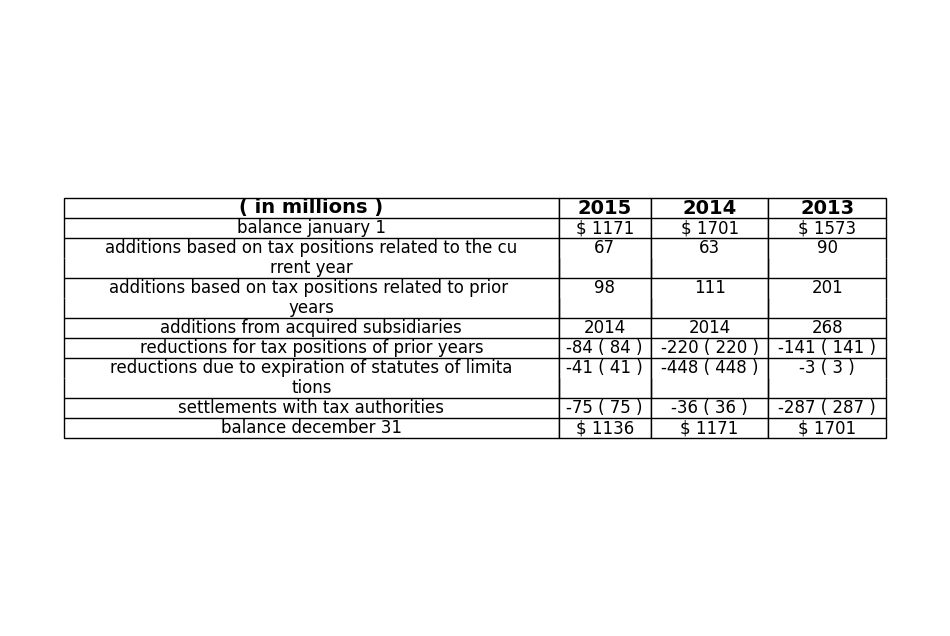 ( in millions ) 2015 2014 2013
balance january 1 $ 1171 $ 1701 $ 1573
additions based on tax positions related to the cu 67 63 90
rrent year
additions based on tax positions related to prior 98 111 201
years
additions from acquired subsidiaries 2014 2014 268
reductions for tax positions of prior years -84 ( 84 ) -220 ( 220 ) -141 ( 141 )
reductions due to expiration of statutes of limita -41 ( 41 ) -448 ( 448 ) -3 ( 3 )
tions
settlements with tax authorities -75 ( 75 ) -36 ( 36 ) -287 ( 287 )
balance december 31 $ 1136 $ 1171 $ 1701